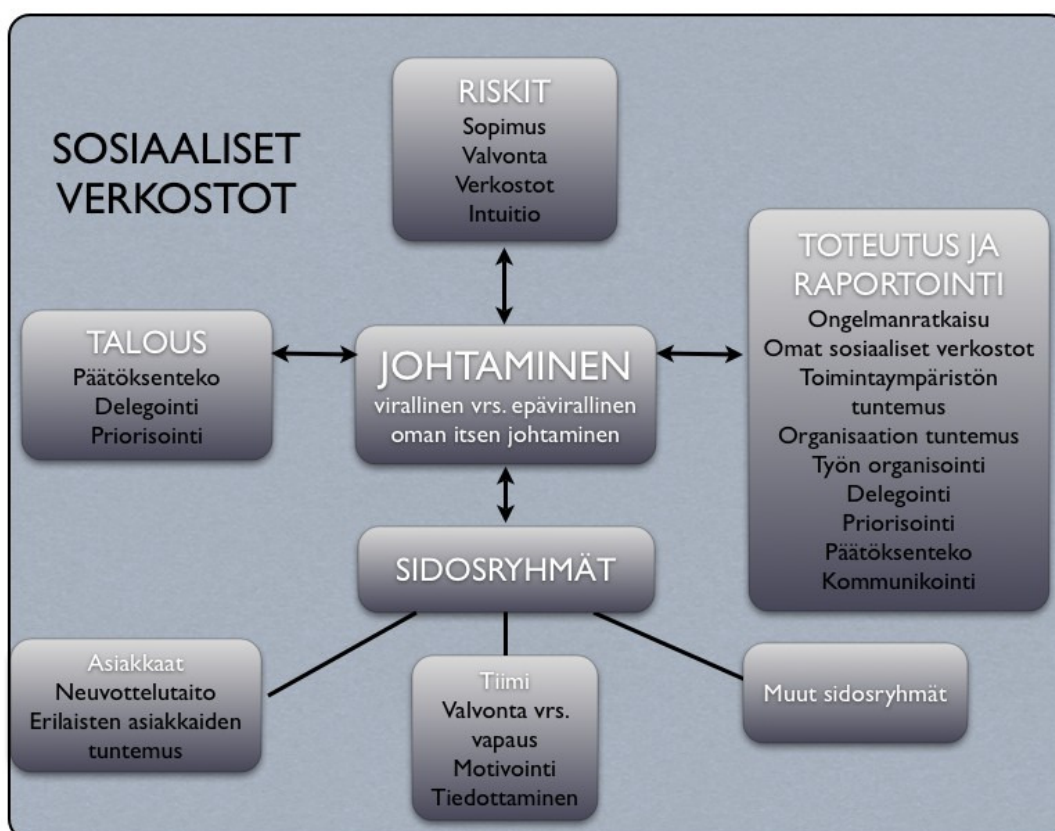 SOSIAALISET
VERKOSTOT
RISKIT
Sopimus
Valvonta
Verkostot
Intuitio
TALOUS
Päätöksenteko
Delegointi
Priorisointi
JOHTAMINEN
virallinen vrs. epävirallinen
oman itsen johtaminen
TOTEUTUS JA
RAPORTOINTI
Ongelmanratkaisu
Omat sosiaaliset verkostot
Toimintaympäristön
tuntemus
Organisaation tuntemus
Työn organisointi
Delegointi
Priorisointi
Päätöksenteko
Kommunikointi
SIDOSRYHMÄT
Asiakkaat
Neuvottelutaito
Erilaisten asiakkaiden
tuntemus
Tiimi
Valvonta vrs.
vapaus
Motivointi
Tiedottaminen
Muut sidosryhmät